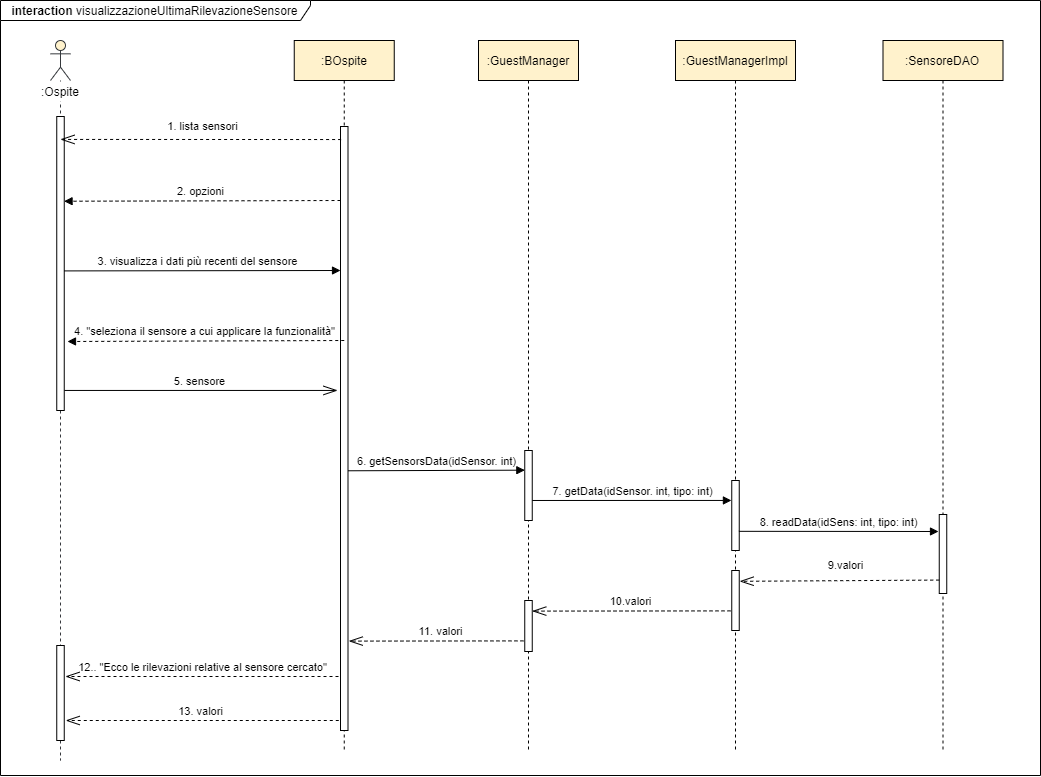 interaction visualizzazioneUltimaRilevazioneSensore
:Ospite
:BOspite
:GuestManager
:GuestManagerImpl
:SensoreDAO
1. lista sensori
2. opzioni
3. visualizza i dati più recenti del sensore
4. "seleziona il sensore a cui applicare la funzionalità"
5. sensore
6. getSensorsData(idSensor. int)
7. getData(idSensor. int, tipo: int)
8. readData(idSens: int, tipo: int)
9.valori
10.valori
11. valori
12.. "Ecco le rilevazioni relative al sensore cercato"
13. valori